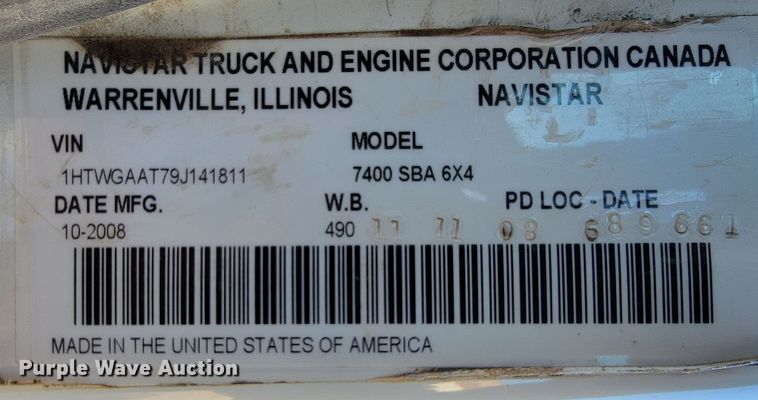 NAVISTAR TRUCK AND ENGINE CORPORATION CANADA
WARRENVILLE, ILLINOIS NAVISTAR
VIN MODEL
1HTWGAAT79J141811 7400 SBA 6X4
DATE MFG. W.B. PD LOC - DATE
10-2008 490 11 11 08 689661
MADE IN THE UNITED STATES OF AMERICA
Purple Wave Auction